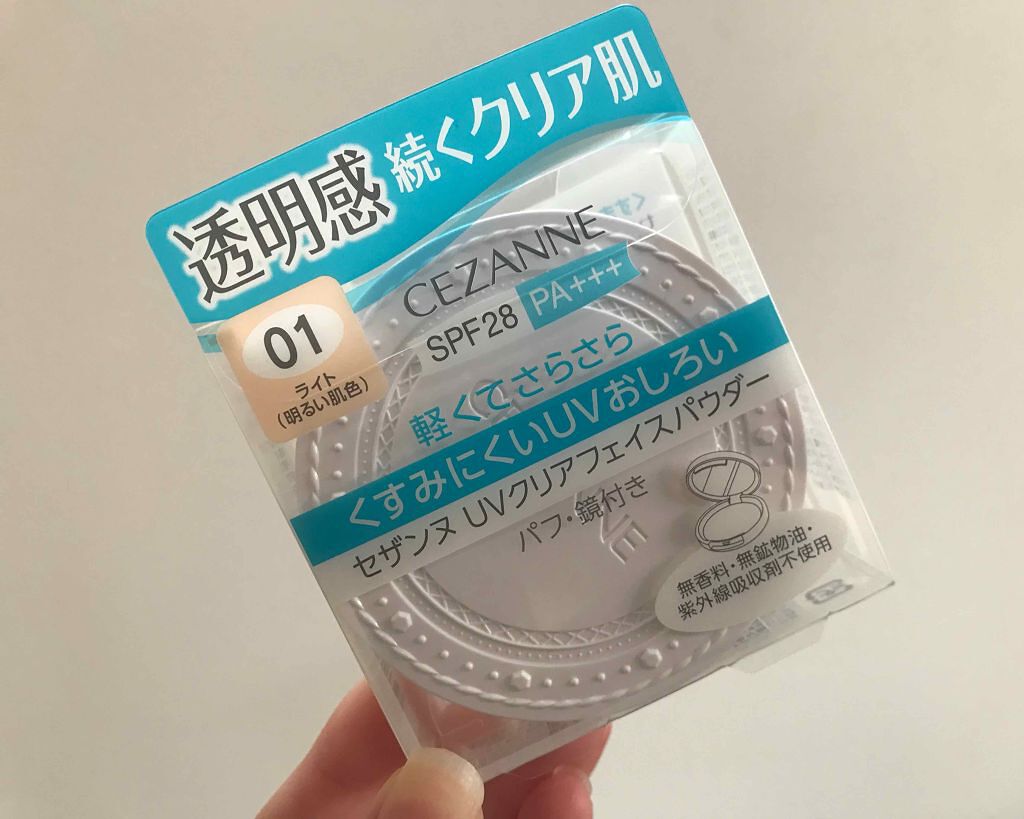 透明感 続くクリア肌
CEZANNE
SPF28 PA+++
01
ライト
(明るい肌色)
軽くてさらさら
くすみにくいUVおしろい
セザンヌ UVクリアフェイスパウダー
パフ・鏡付き
無香料・無鉱物油・
紫外線吸収剤不使用